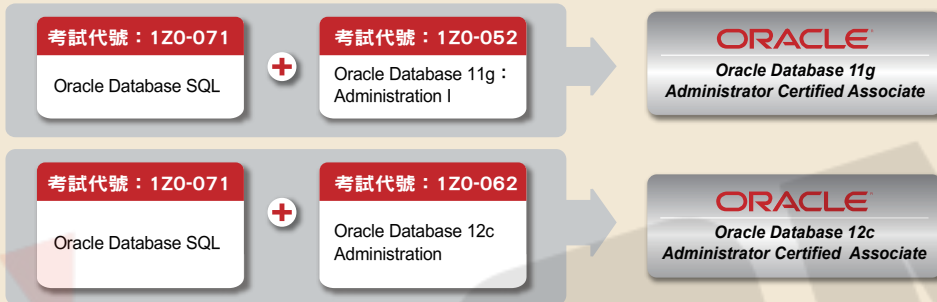 考試代號：1Z0-071
Oracle Database SQL
考試代號：1Z0-052
Oracle Database 11g：
Administration I
ORACLE
Oracle Database 11g
Administrator Certified Associate
考試代號：1Z0-071
Oracle Database SQL
考試代號：1Z0-062
Oracle Database 12c
Administration
ORACLE
Oracle Database 12c
Administrator Certified Associate